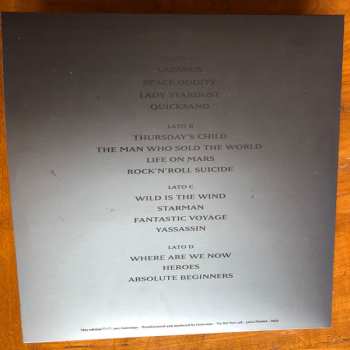 LAZARUS
SPACE ODDITY
LADY STARDUST
QUICKSAND
LATO B
THURSDAY'S CHILD
THE MAN WHO SOLD THE WORLD
LIFE ON MARS
ROCK'N'ROLL SUICIDE
LATO C
WILD IS THE WIND
STARMAN
FANTASTIC VOYAGE
YASSASSIN
LATO D
WHERE ARE WE NOW
HEROES
ABSOLUTE BEGINNERS